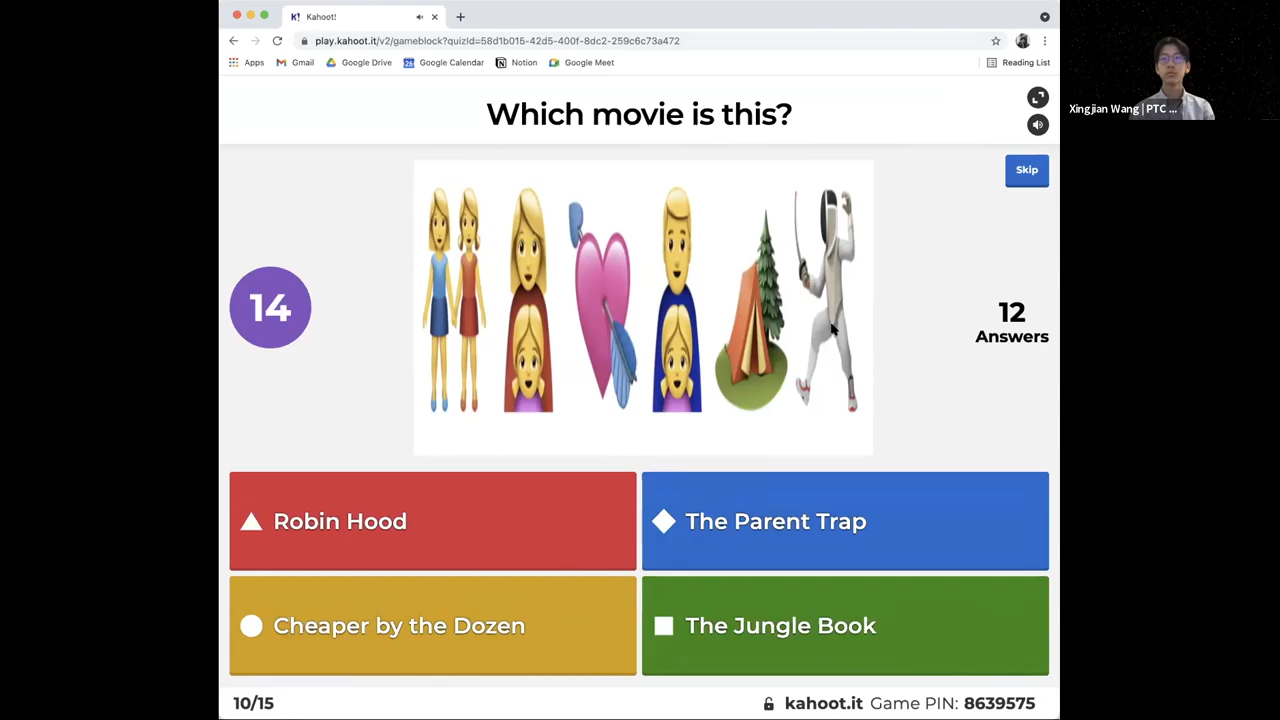 Kahoot!
play.kahoot.it/v2/gameblock?quizId=58d1b015-42d5-400f-8dc2-259c6c73a472
Apps
Gmail
Google Drive
26
Google Calendar
Notion
Google Meet
Reading List
Xingjian Wang | PTC ...
Which movie is this?
Skip
14
12
Answers
Robin Hood
The Parent Trap
Cheaper by the Dozen
The Jungle Book
10/15
kahoot.it Game PIN: 8639575